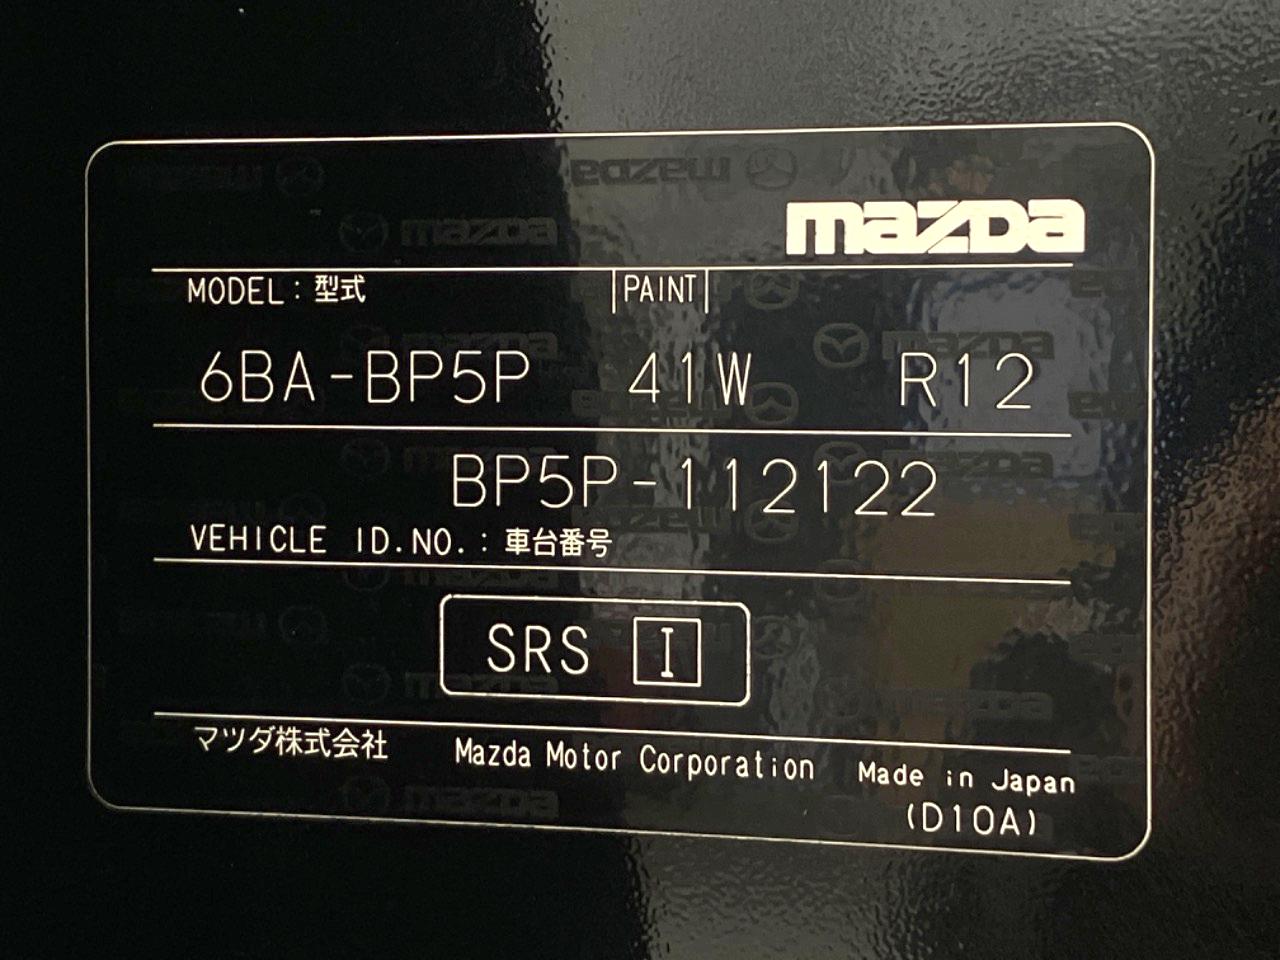 mazda
MODEL : 型式 PAINT
6BA-BP5P 41W R12
BP5P-112122
VEHICLE ID.NO. : 車台番号
SRS I
マツダ株式会社 Mazda Motor Corporation Made in Japan
(D10A)